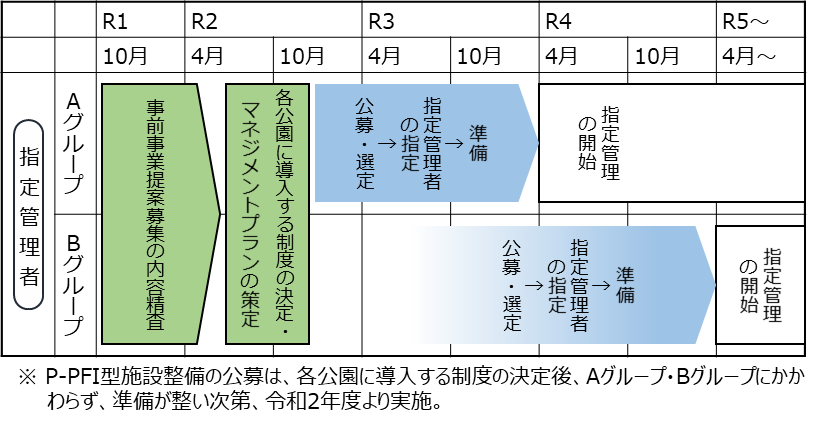 R1 R2 R3 R4 R5～
10月 4月 10月 4月 10月 4月 10月 4月～
指定管理者
Aグループ
事前事業提案募集の内容精査
各公園に導入する制度の決定・
マネジメントプランの策定
公募・選定
→
指定管理者
の指定
→
準備
指定管理
の開始
Bグループ
公募・選定
→
指定管理者
の指定
→
準備
指定管理
の開始
※ P-PFI型施設整備の公募は、各公園に導入する制度の決定後、Aグループ・Bグループにかか
わらず、準備が整い次第、令和2年度より実施。